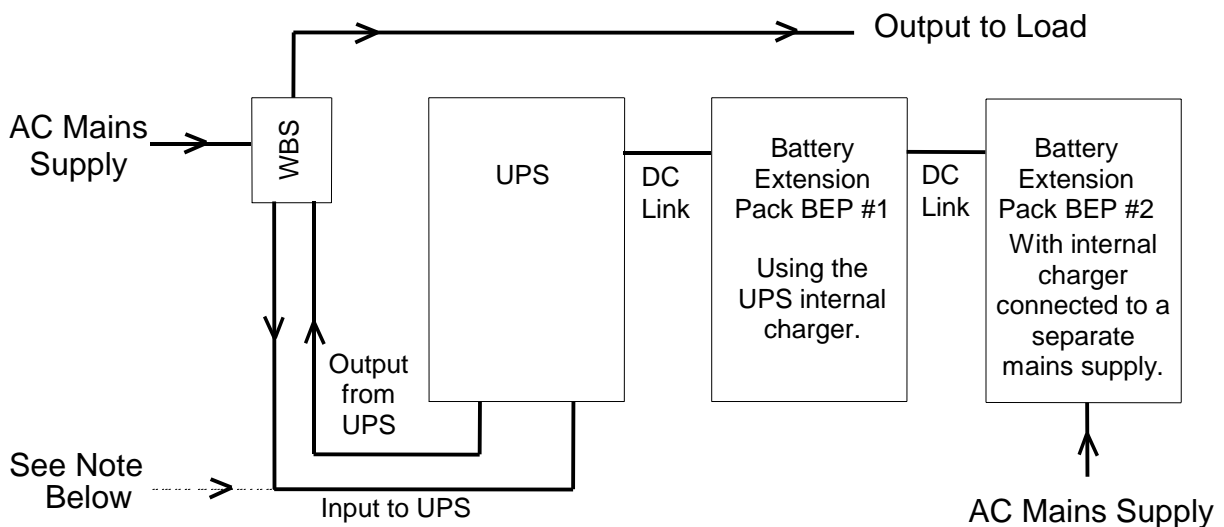 Output to Load
AC Mains
Supply
WBS
UPS
DC
Link
Battery
Extension
Pack BEP #1
Using the
UPS internal
charger.
DC
Link
Battery
Extension
Pack BEP #2
With internal
charger
connected to a
separate
mains supply.
Output
from
UPS
See Note
Below
Input to UPS
AC Mains Supply